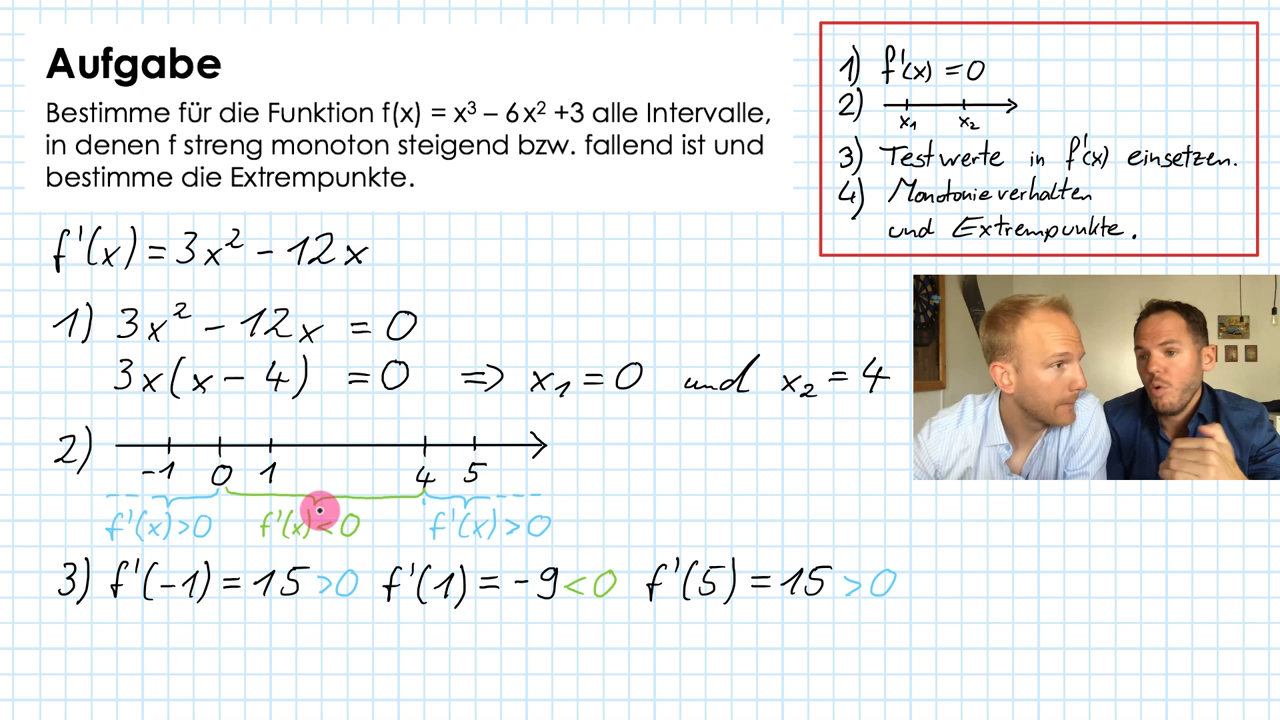 Aufgabe
Bestimme für die Funktion f(x) = x³ – 6x² +3 alle Intervalle,
in denen f streng monoton steigend bzw. fallend ist und
bestimme die Extrempunkte.
1) f'(x) = 0
2)
x₁ x₂
3) Testwerte in f'(x) einsetzen.
4) Monotonieverhalten
und Extrempunkte.
f'(x) = 3x² - 12x
1) 3x² - 12x = 0
3x(x - 4) = 0 => x₁ = 0 und x₂ = 4
2)
-1 0 1 4 5
f'(x)>0 f'(x)<0 f'(x)>0
3) f'(-1) = 15 >0 f'(1) = -9 <0 f'(5) = 15 >0